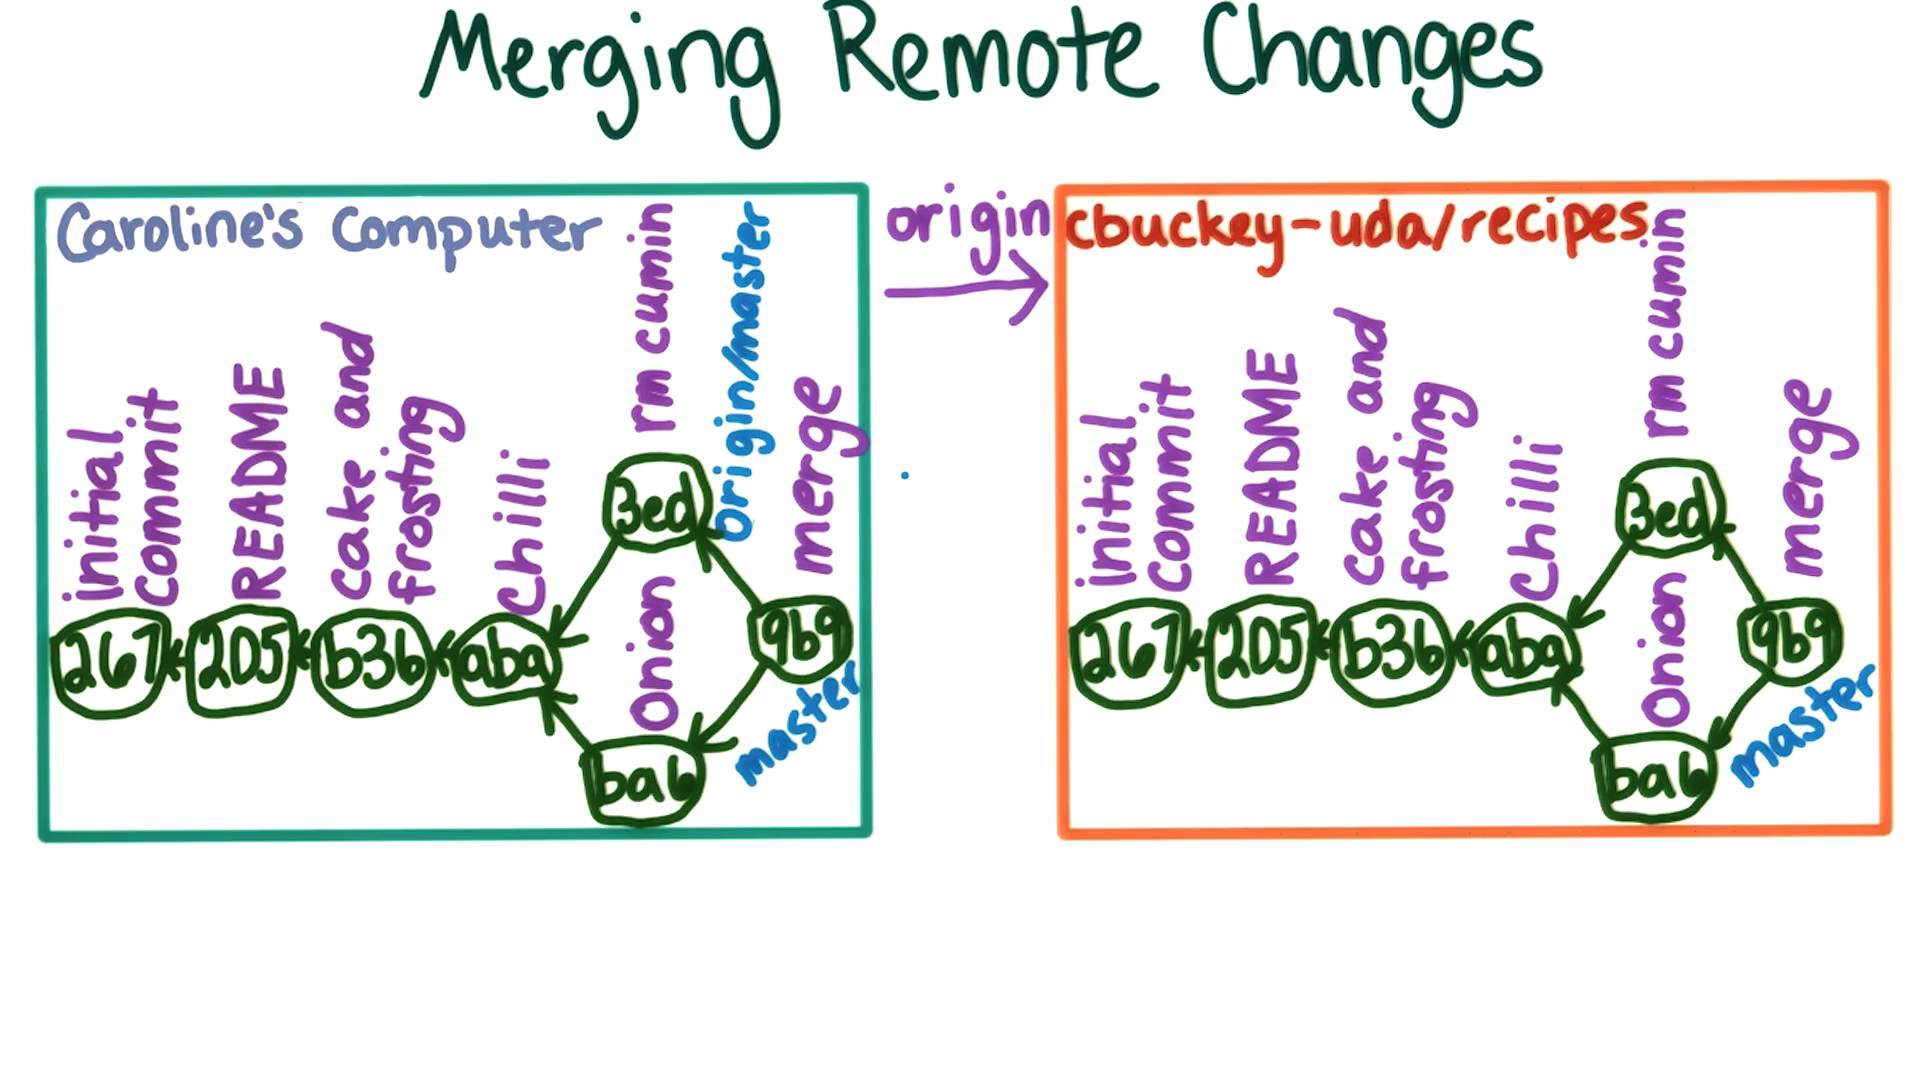 Merging Remote Changes
Caroline's Computer
Initial
Commit
README
cake and
frosting
Chilli
rm cumin
origin/master
merge
Onion
267
205
b36
aba
3ed
9b9
bab
master
origin
cbuckey-uda/recipes
Initial
Commit
README
cake and
frosting
Chilli
rm cumin
merge
Onion
267
205
b36
aba
3ed
9b9
bab
master